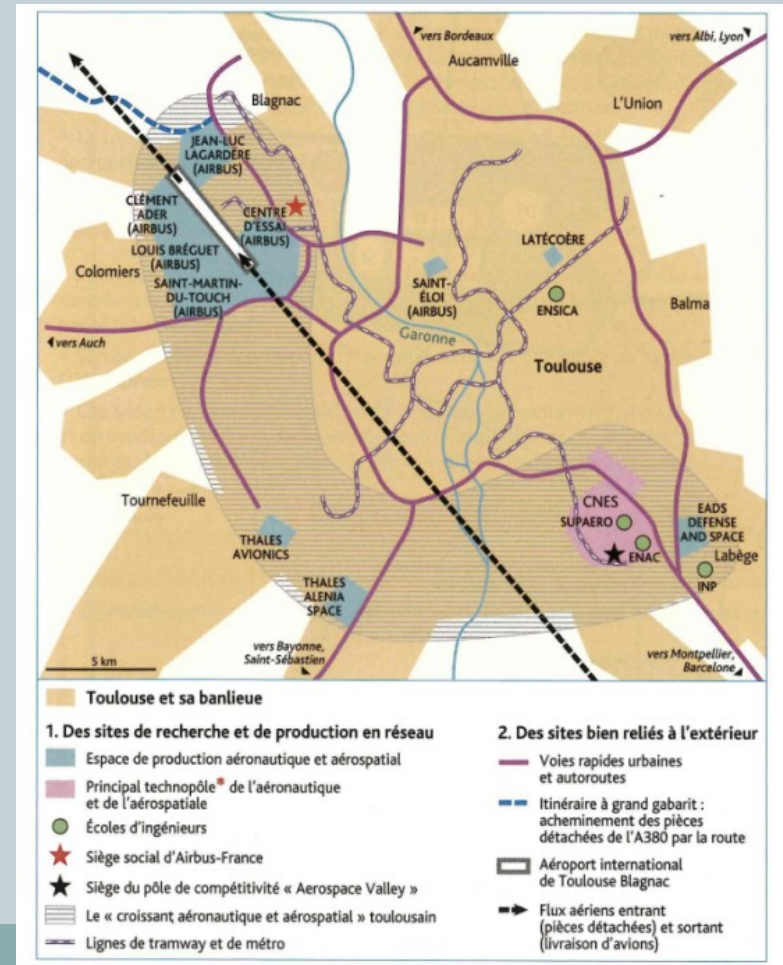 vers Bordeaux
Aucamville
vers Albi, Lyon
L'Union
Blagnac
JEAN-LUC
LAGARDÈRE
(AIRBUS)
CLÉMENT
ADER
(AIRBUS)
CENTRE
D'ESSAI
(AIRBUS)
LOUIS BRÉGUET
(AIRBUS)
Colomiers
SAINT-MARTIN-
DU-TOUCH
(AIRBUS)
LATÉCOÈRE
SAINT-
ÉLOI
(AIRBUS)
ENSICA
Balma
vers Auch
Garonne
Toulouse
Tournefeuille
CNES
SUPAERO
EADS
DEFENSE
AND SPACE
ENAC
Labège
INP
THALES
AVIONICS
THALES
ALENIA
SPACE
5 km
vers Bayonne,
Saint-Sébastien
vers Montpellier,
Barcelone
Toulouse et sa banlieue
1. Des sites de recherche et de production en réseau
Espace de production aéronautique et aérospatial
Principal technopôle* de l'aéronautique
et de l'aérospatiale
Écoles d'ingénieurs
Siège social d'Airbus-France
Siège du pôle de compétitivité « Aerospace Valley »
Le « croissant aéronautique et aérospatial » toulousain
Lignes de tramway et de métro
2. Des sites bien reliés à l'extérieur
Voies rapides urbaines
et autoroutes
Itinéraire à grand gabarit :
acheminement des pièces
détachées de l'A380 par la route
Aéroport international
de Toulouse Blagnac
Flux aériens entrant
(pièces détachées) et sortant
(livraison d'avions)